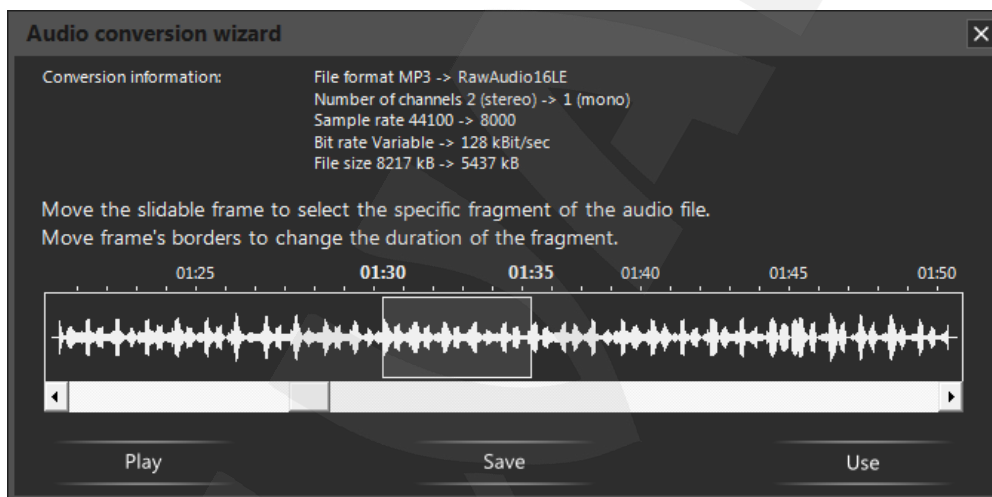 Audio conversion wizard
Conversion information:
File format MP3 -> RawAudio16LE
Number of channels 2 (stereo) -> 1 (mono)
Sample rate 44100 -> 8000
Bit rate Variable -> 128 kBit/sec
File size 8217 kB -> 5437 kB
Move the slidable frame to select the specific fragment of the audio file.
Move frame's borders to change the duration of the fragment.
01:25 01:30 01:35 01:40 01:45 01:50
Play Save Use